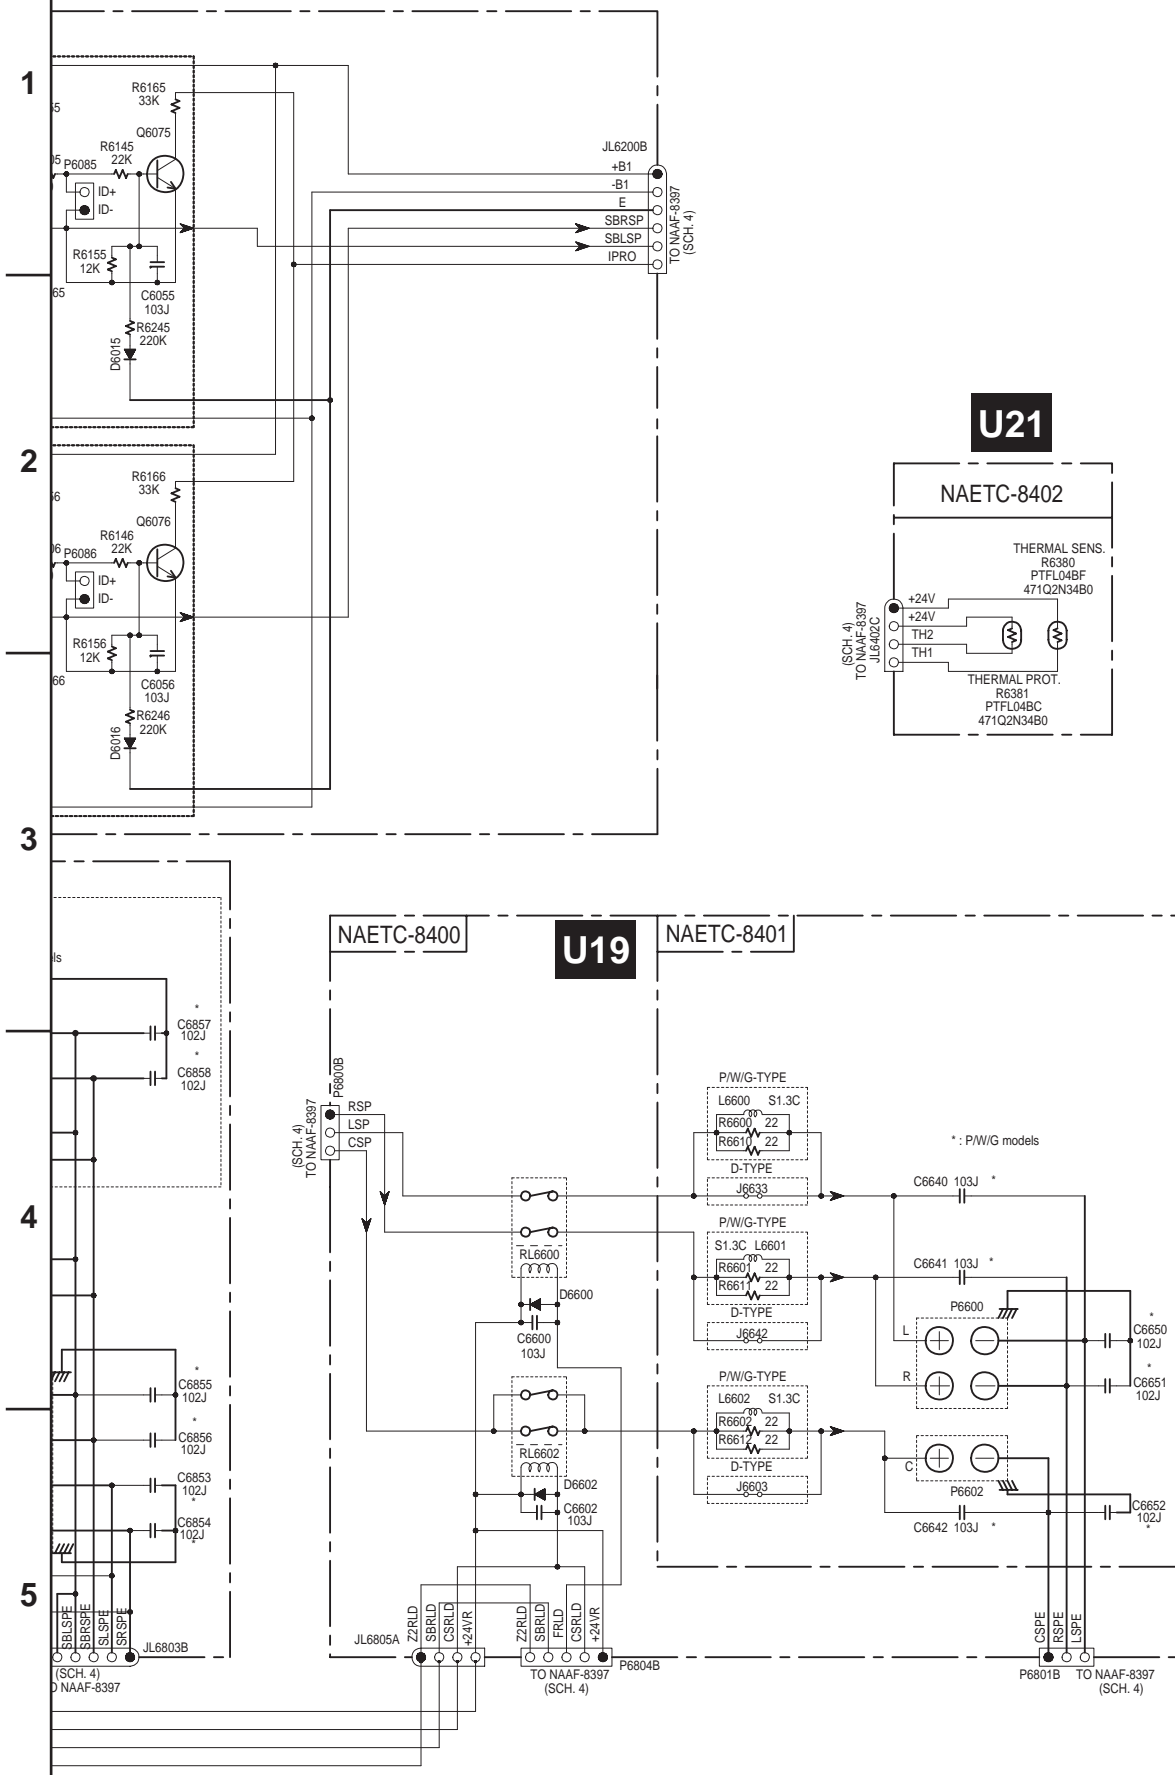 1
R6165
33K
Q6075
R6145
22K
P6085
ID+
ID-
R6155
12K
C6055
103J
R6245
220K
D6015
JL6200B
+B1
-B1
E
SBRSP
SBLSP
IPRO
TO NAAF-8397
(SCH. 4)
65
2
R6166
33K
Q6076
R6146
22K
P6086
ID+
ID-
R6156
12K
C6056
103J
R6246
220K
D6016
66
U21
NAETC-8402
THERMAL SENS.
R6380
PTFL04BF
471Q2N34B0
+24V
+24V
TH2
TH1
(SCH. 4)
TO NAAF-8397
JL6402C
THERMAL PROT.
R6381
PTFL04BC
471Q2N34B0
3
*
C6857
102J
*
C6858
102J
4
*
C6855
102J
*
C6856
102J
C6853
102J
*
C6854
102J
*
5
SBLSPE
SBRSPE
SLSPE
SRSPE
JL6803B
(SCH. 4)
NAAF-8397
NAETC-8400
U19
NAETC-8401
P6800B
(SCH. 4)
TO NAAF-8397
RSP
LSP
CSP
RL6600
D6600
C6600
103J
RL6602
D6602
C6602
103J
P/W/G-TYPE
L6600 S1.3C
R6600 22
R6610 22
D-TYPE
J6633
P/W/G-TYPE
S1.3C L6601
R6601 22
R6611 22
D-TYPE
J6642
P/W/G-TYPE
L6602 S1.3C
R6602 22
R6612 22
D-TYPE
J6603
* : P/W/G models
C6640 103J *
C6641 103J *
P6600
L
R
*
C6650
102J
*
C6651
102J
C
P6602
C6642 103J *
C6652
102J
*
JL6805A
Z2RLD
SBRLD
CSRLD
+24VR
Z2RLD
SBRLD
FRLD
CSRLD
+24VR
P6804B
TO NAAF-8397
(SCH. 4)
CSPE
RSPE
LSPE
P6801B
TO NAAF-8397
(SCH. 4)